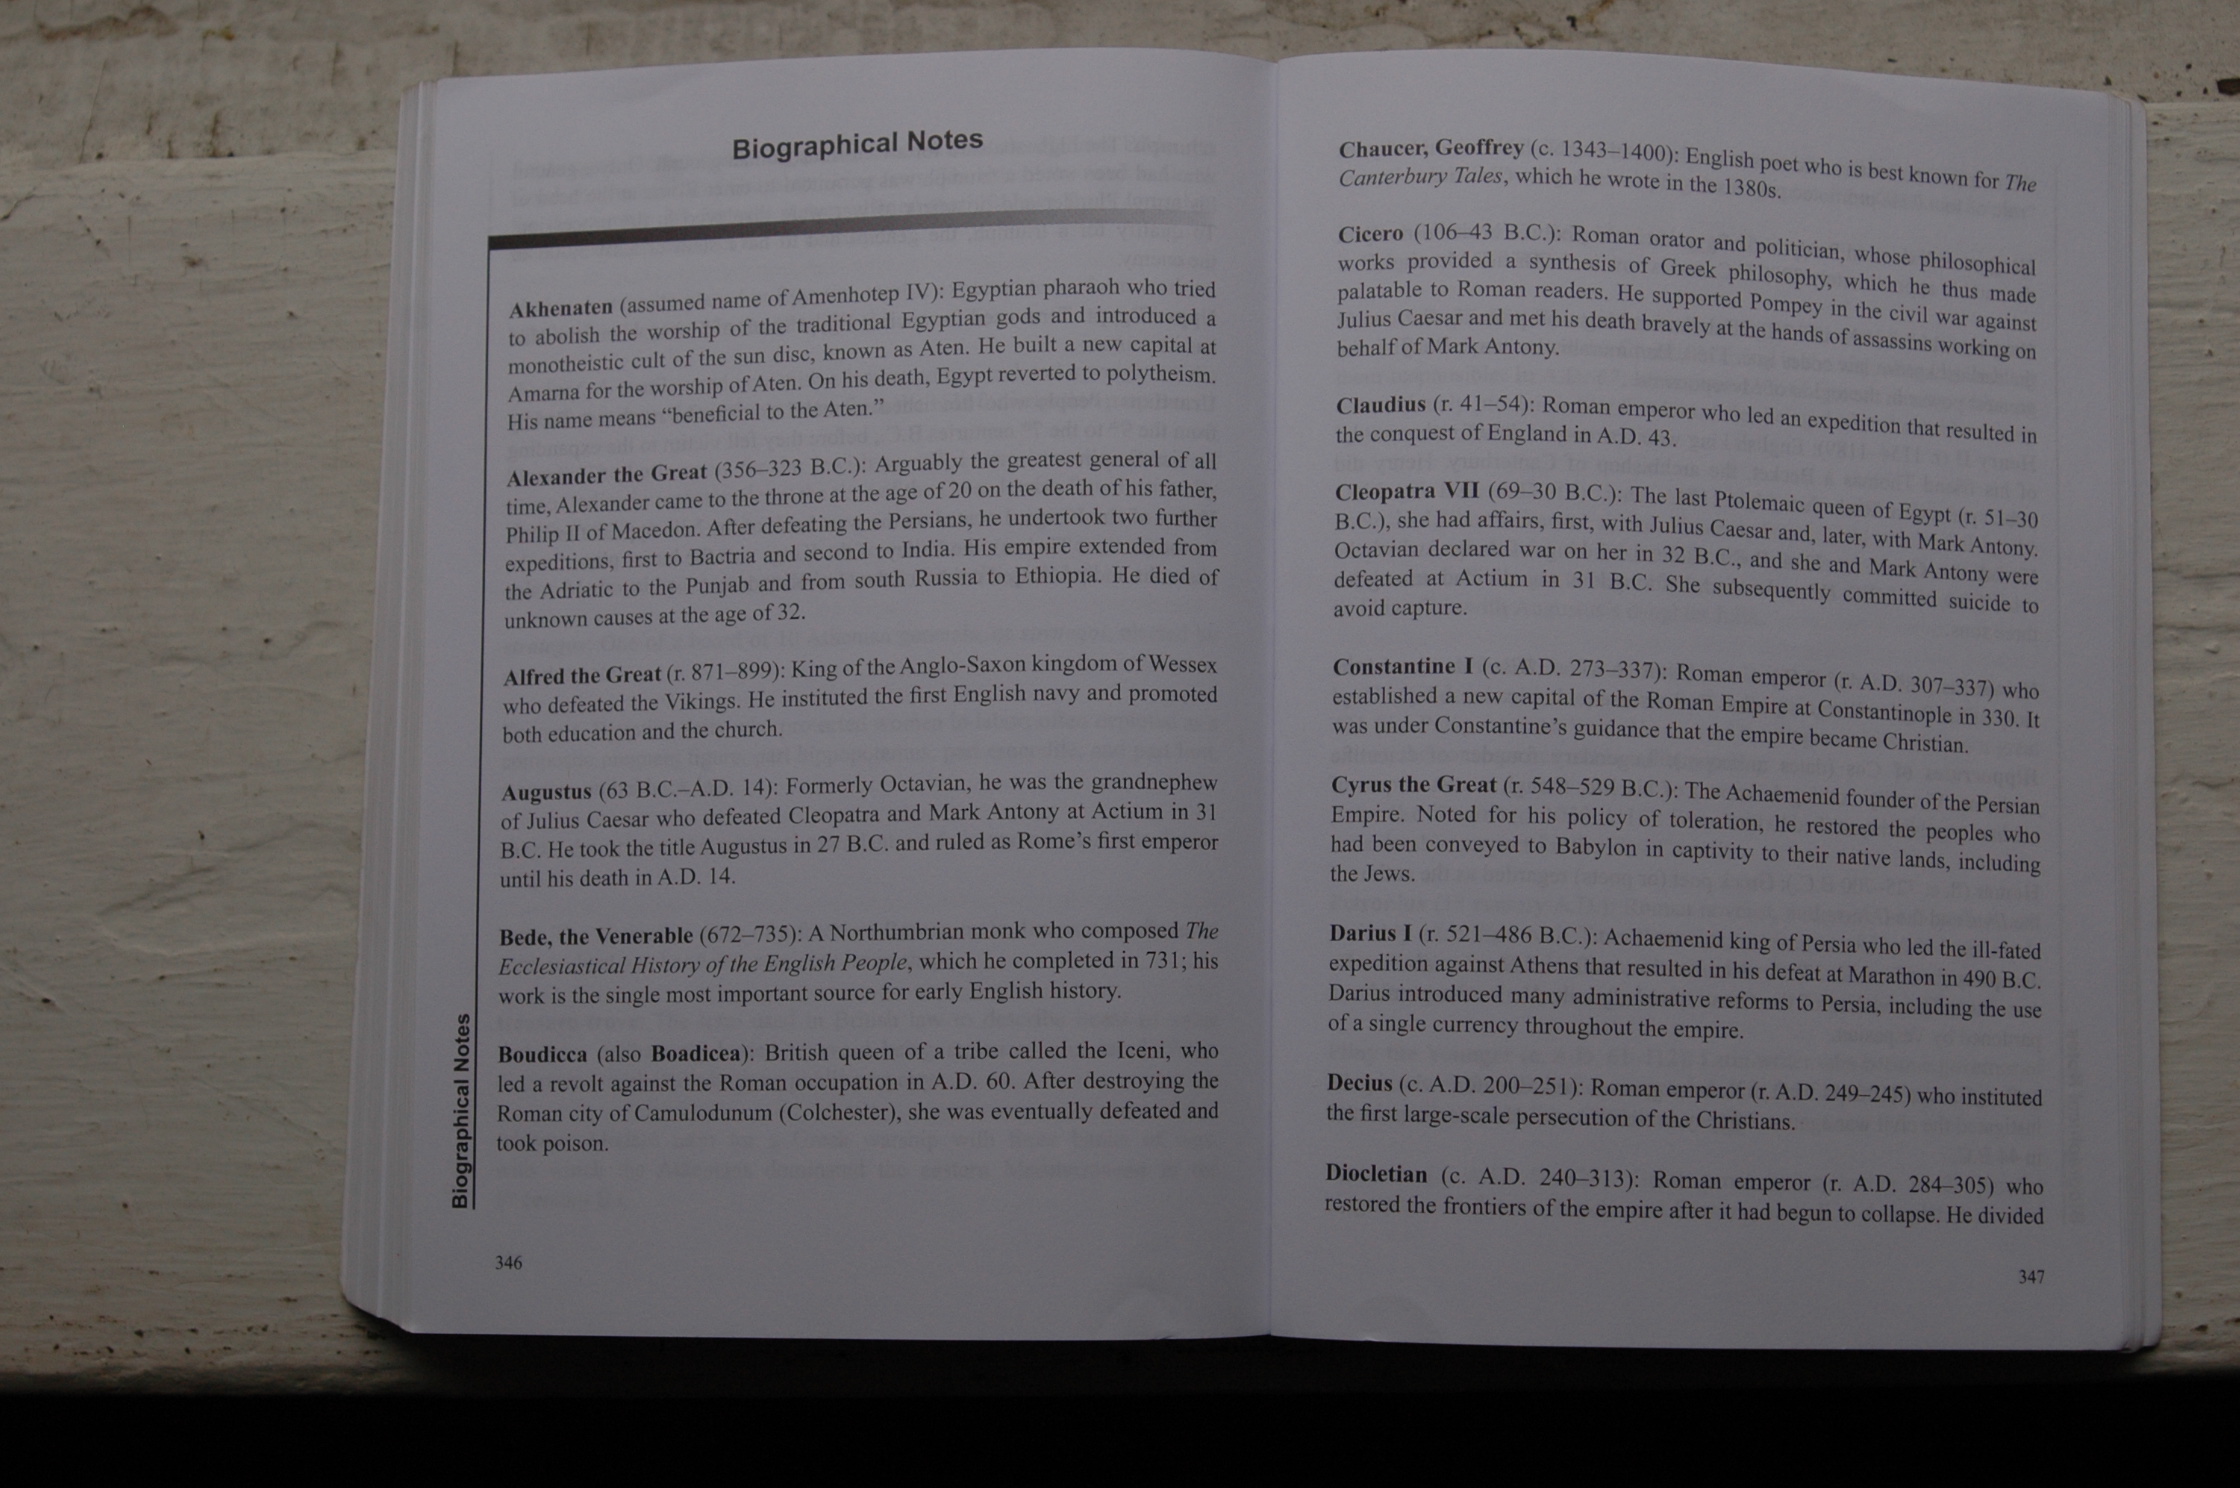 Biographical Notes
Akhenaten (assumed name of Amenhotep IV): Egyptian pharaoh who tried
to abolish the worship of the traditional Egyptian gods and introduced a
monotheistic cult of the sun disc, known as Aten. He built a new capital at
Amarna for the worship of Aten. On his death, Egypt reverted to polytheism.
His name means “beneficial to the Aten.”
Alexander the Great (356–323 B.C.): Arguably the greatest general of all
time, Alexander came to the throne at the age of 20 on the death of his father,
Philip II of Macedon. After defeating the Persians, he undertook two further
expeditions, first to Bactria and second to India. His empire extended from
the Adriatic to the Punjab and from south Russia to Ethiopia. He died of
unknown causes at the age of 32.
Alfred the Great (r. 871–899): King of the Anglo-Saxon kingdom of Wessex
who defeated the Vikings. He instituted the first English navy and promoted
both education and the church.
Augustus (63 B.C.–A.D. 14): Formerly Octavian, he was the grandnephew
of Julius Caesar who defeated Cleopatra and Mark Antony at Actium in 31
B.C. He took the title Augustus in 27 B.C. and ruled as Rome’s first emperor
until his death in A.D. 14.
Bede, the Venerable (672–735): A Northumbrian monk who composed The
Ecclesiastical History of the English People, which he completed in 731; his
work is the single most important source for early English history.
Boudicca (also Boadicea): British queen of a tribe called the Iceni, who
led a revolt against the Roman occupation in A.D. 60. After destroying the
Roman city of Camulodunum (Colchester), she was eventually defeated and
took poison.
Biographical Notes
346
Chaucer, Geoffrey (c. 1343–1400): English poet who is best known for The
Canterbury Tales, which he wrote in the 1380s.
Cicero (106–43 B.C.): Roman orator and politician, whose philosophical
works provided a synthesis of Greek philosophy, which he thus made
palatable to Roman readers. He supported Pompey in the civil war against
Julius Caesar and met his death bravely at the hands of assassins working on
behalf of Mark Antony.
Claudius (r. 41–54): Roman emperor who led an expedition that resulted in
the conquest of England in A.D. 43.
Cleopatra VII (69–30 B.C.): The last Ptolemaic queen of Egypt (r. 51–30
B.C.), she had affairs, first, with Julius Caesar and, later, with Mark Antony.
Octavian declared war on her in 32 B.C., and she and Mark Antony were
defeated at Actium in 31 B.C. She subsequently committed suicide to
avoid capture.
Constantine I (c. A.D. 273–337): Roman emperor (r. A.D. 307–337) who
established a new capital of the Roman Empire at Constantinople in 330. It
was under Constantine’s guidance that the empire became Christian.
Cyrus the Great (r. 548–529 B.C.): The Achaemenid founder of the Persian
Empire. Noted for his policy of toleration, he restored the peoples who
had been conveyed to Babylon in captivity to their native lands, including
the Jews.
Darius I (r. 521–486 B.C.): Achaemenid king of Persia who led the ill-fated
expedition against Athens that resulted in his defeat at Marathon in 490 B.C.
Darius introduced many administrative reforms to Persia, including the use
of a single currency throughout the empire.
Decius (c. A.D. 200–251): Roman emperor (r. A.D. 249–245) who instituted
the first large-scale persecution of the Christians.
Diocletian (c. A.D. 240–313): Roman emperor (r. A.D. 284–305) who
restored the frontiers of the empire after it had begun to collapse. He divided
347